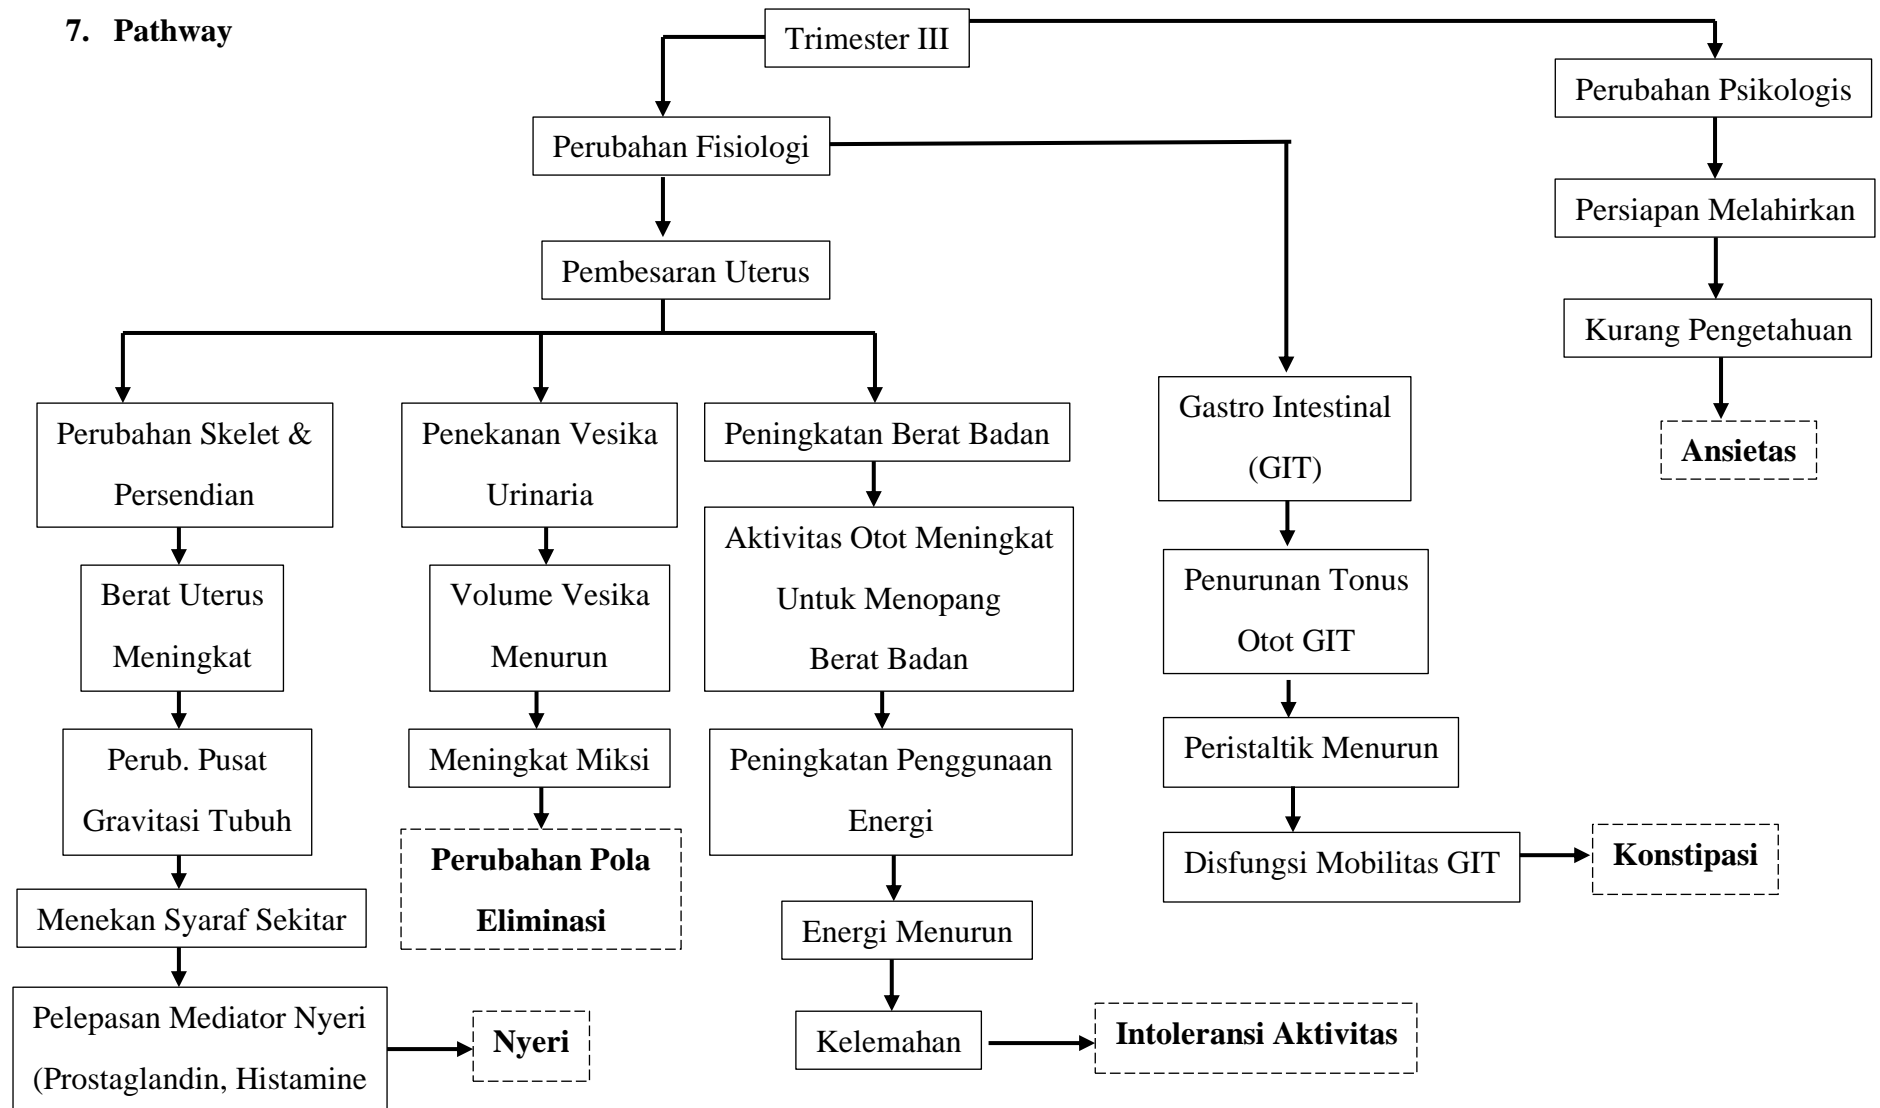 7. Pathway
Trimester III
Perubahan Fisiologi
Pembesaran Uterus
Perubahan Skelet &
Persendian
Berat Uterus
Meningkat
Perub. Pusat
Gravitasi Tubuh
Menekan Syaraf Sekitar
Pelepasan Mediator Nyeri
(Prostaglandin, Histamine
Nyeri
Penekanan Vesika
Urinaria
Volume Vesika
Menurun
Meningkat Miksi
Perubahan Pola
Eliminasi
Peningkatan Berat Badan
Aktivitas Otot Meningkat
Untuk Menopang
Berat Badan
Peningkatan Penggunaan
Energi
Energi Menurun
Kelemahan
Intoleransi Aktivitas
Gastro Intestinal
(GIT)
Penurunan Tonus
Otot GIT
Peristaltik Menurun
Disfungsi Mobilitas GIT
Konstipasi
Perubahan Psikologis
Persiapan Melahirkan
Kurang Pengetahuan
Ansietas